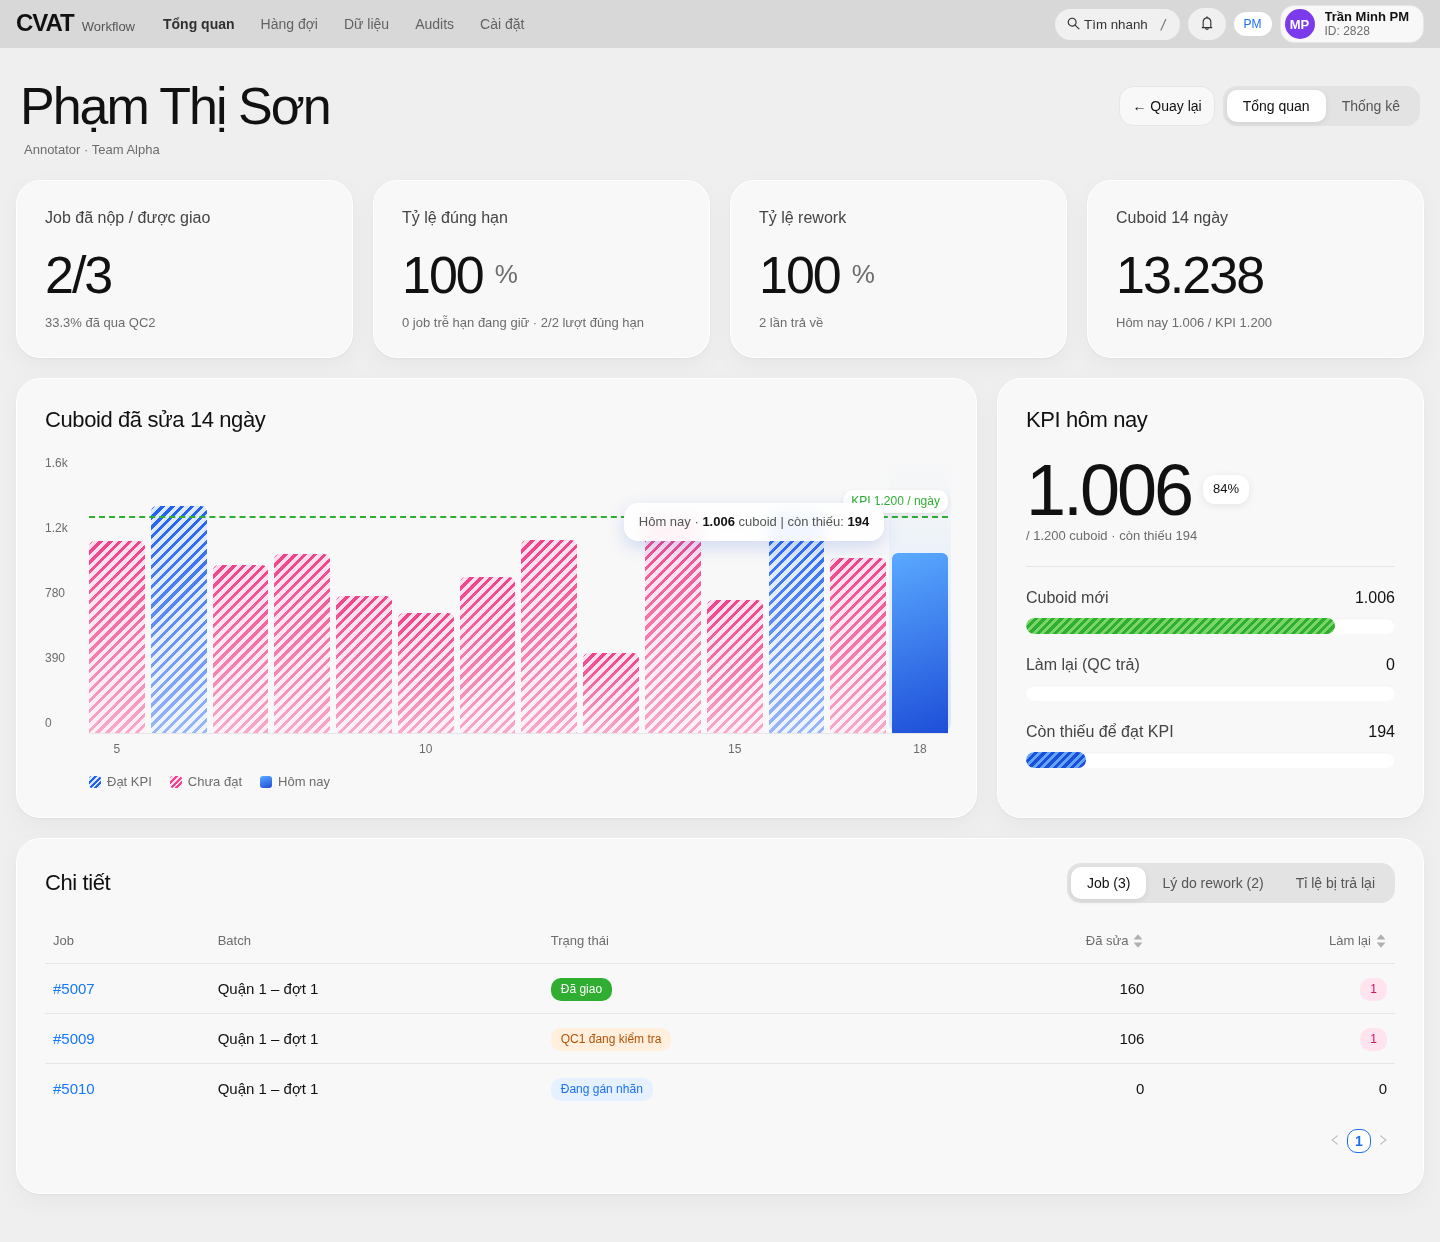 CVAT Workflow Tổng quan Hàng đợi Dữ liệu Audits Cài đặt Tìm nhanh / PM MP Trần Minh PM
ID: 2828
Phạm Thị Sơn
← Quay lại Tổng quan Thống kê
Annotator · Team Alpha
Job đã nộp / được giao
2/3
33.3% đã qua QC2
Tỷ lệ đúng hạn
100 %
0 job trễ hạn đang giữ · 2/2 lượt đúng hạn
Tỷ lệ rework
100 %
2 lần trả về
Cuboid 14 ngày
13.238
Hôm nay 1.006 / KPI 1.200
Cuboid đã sửa 14 ngày
1.6k
1.2k
780
390
0
KPI 1.200 / ngày
Hôm nay · 1.006 cuboid | còn thiếu: 194
5 10 15 18
Đạt KPI Chưa đạt Hôm nay
KPI hôm nay
1.006 84%
/ 1.200 cuboid · còn thiếu 194
Cuboid mới 1.006
Làm lại (QC trả) 0
Còn thiếu để đạt KPI 194
Chi tiết Job (3) Lý do rework (2) Tỉ lệ bị trả lại
Job Batch Trạng thái Đã sửa Làm lại
#5007 Quận 1 – đợt 1 Đã giao 160 1
#5009 Quận 1 – đợt 1 QC1 đang kiểm tra 106 1
#5010 Quận 1 – đợt 1 Đang gán nhãn 0 0
1